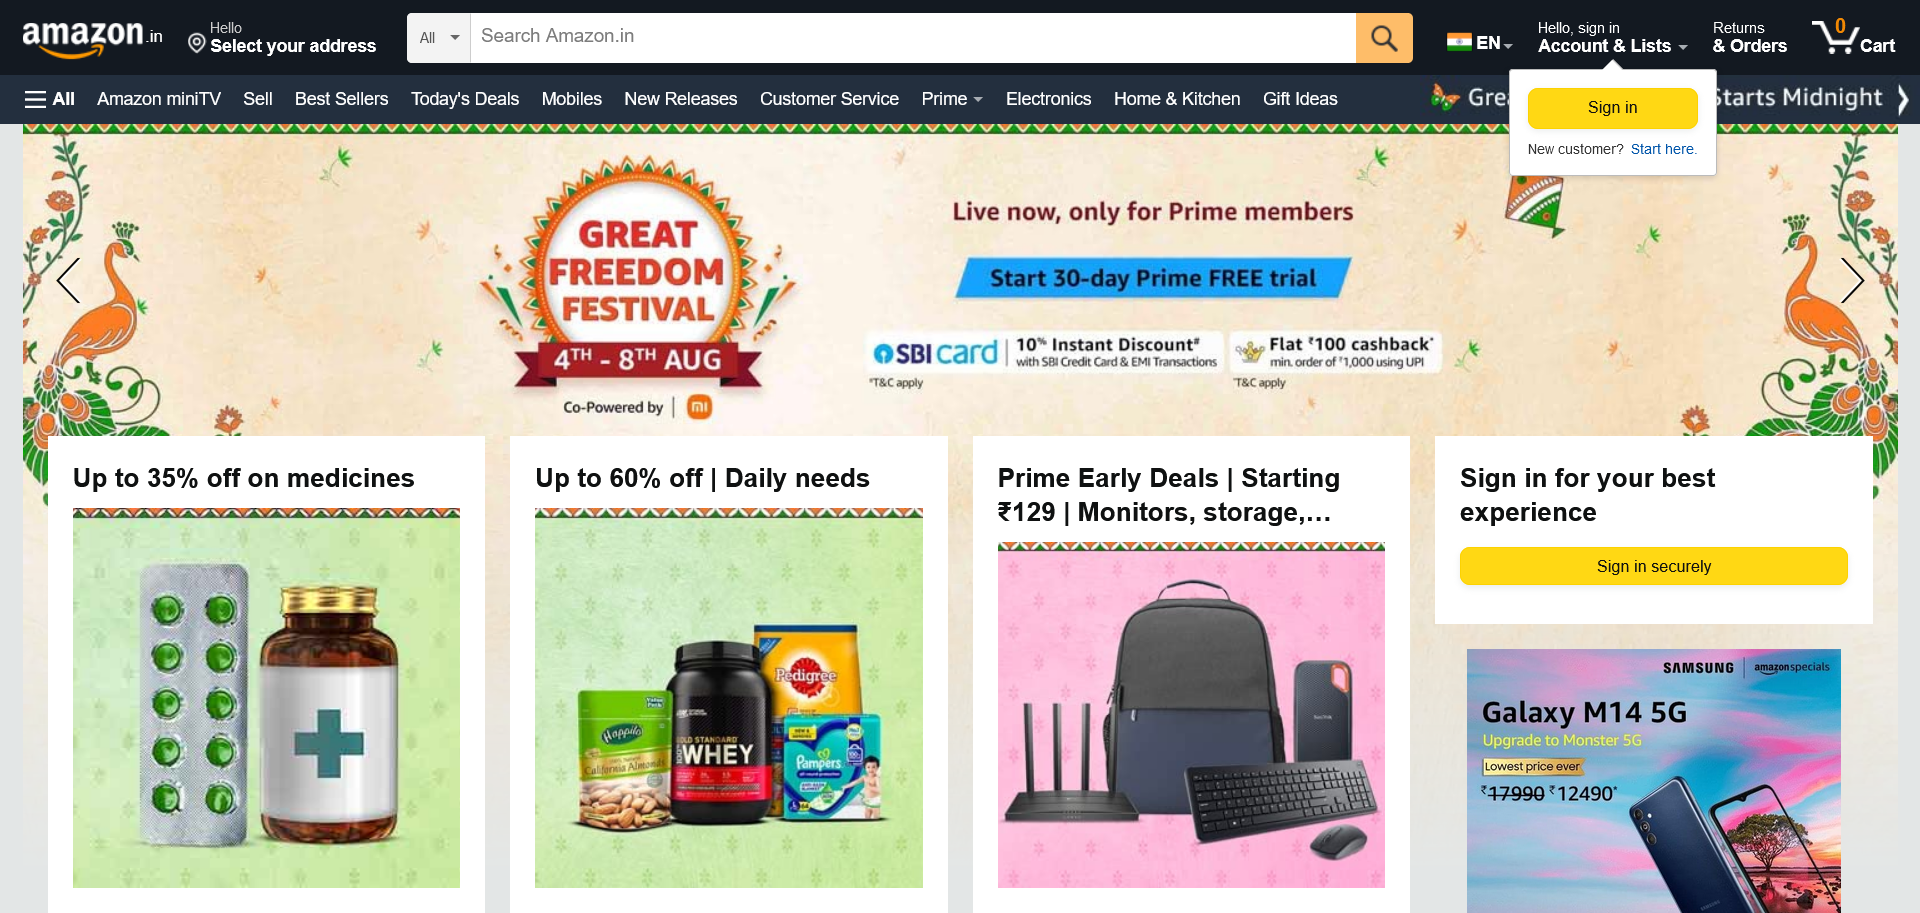 amazon.in
Hello
Select your address
All
Search Amazon.in
EN
Hello, sign in
Account & Lists
Returns
& Orders
0
Cart
All
Amazon miniTV
Sell
Best Sellers
Today's Deals
Mobiles
New Releases
Customer Service
Prime
Electronics
Home & Kitchen
Gift Ideas
Starts Midnight
Sign in
New customer? Start here.
GREAT
FREEDOM
FESTIVAL
4TH - 8TH AUG
Co-Powered by | mi
Live now, only for Prime members
Start 30-day Prime FREE trial
SBI card
10% Instant Discount#
with SBI Credit Card & EMI Transactions
Flat ₹100 cashback*
min. order of ₹1,000 using UPI
*T&C apply
*T&C apply
Up to 35% off on medicines
Up to 60% off | Daily needs
Pedigree
Happilo
California Almonds
GOLD STANDARD
100% WHEY
Pampers
Prime Early Deals | Starting
₹129 | Monitors, storage,…
SanDisk
Sign in for your best
experience
Sign in securely
SAMSUNG | amazonspecials
Galaxy M14 5G
Upgrade to Monster 5G
Lowest price ever
₹17990 ₹12490*